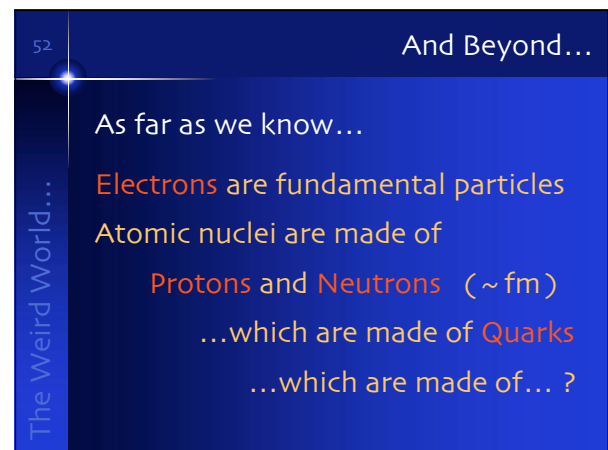 52
And Beyond…
As far as we know…
Electrons are fundamental particles
Atomic nuclei are made of
Protons and Neutrons (~fm)
…which are made of Quarks
…which are made of… ?
The Weird World…